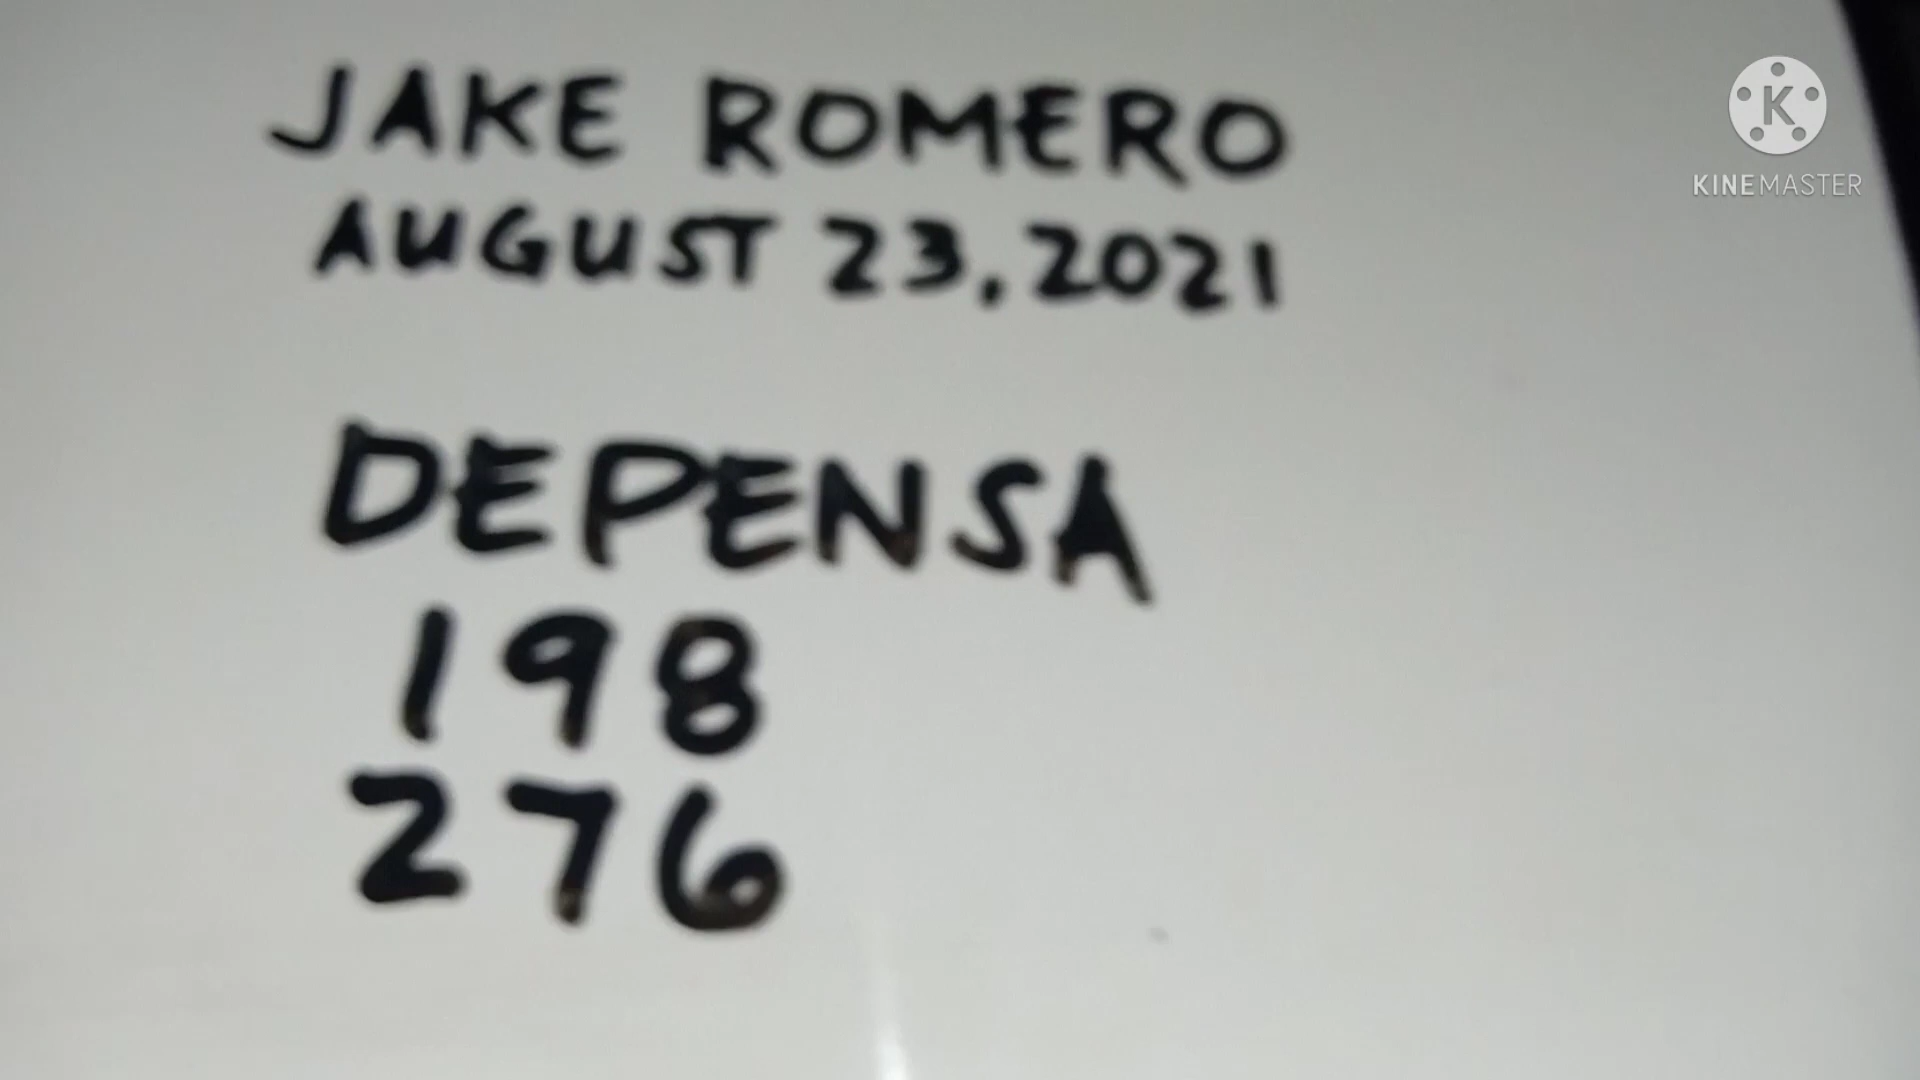 JAKE ROMERO
AUGUST 23, 2021
DEPENSA
198
276
K
KINEMASTER